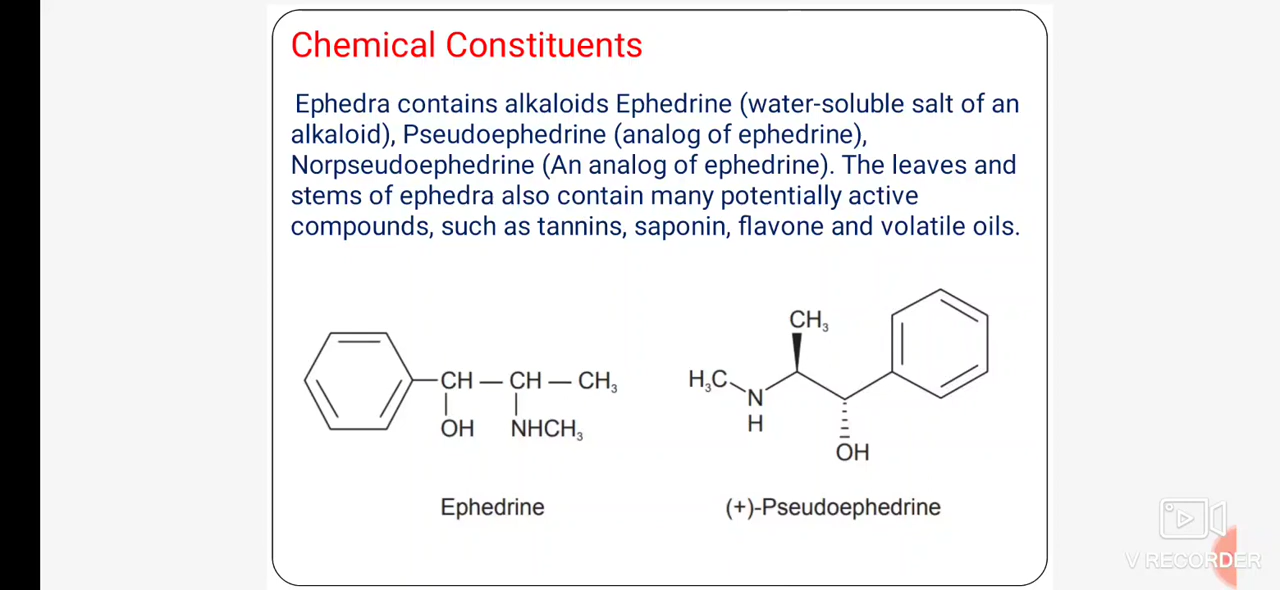 Chemical Constituents
Ephedra contains alkaloids Ephedrine (water-soluble salt of an
alkaloid), Pseudoephedrine (analog of ephedrine),
Norpseudoephedrine (An analog of ephedrine). The leaves and
stems of ephedra also contain many potentially active
compounds, such as tannins, saponin, flavone and volatile oils.
CH — CH — CH₃
OH NHCH₃
Ephedrine
CH₃
H₃C
N
H
OH
(+)-Pseudoephedrine
V RECORDER